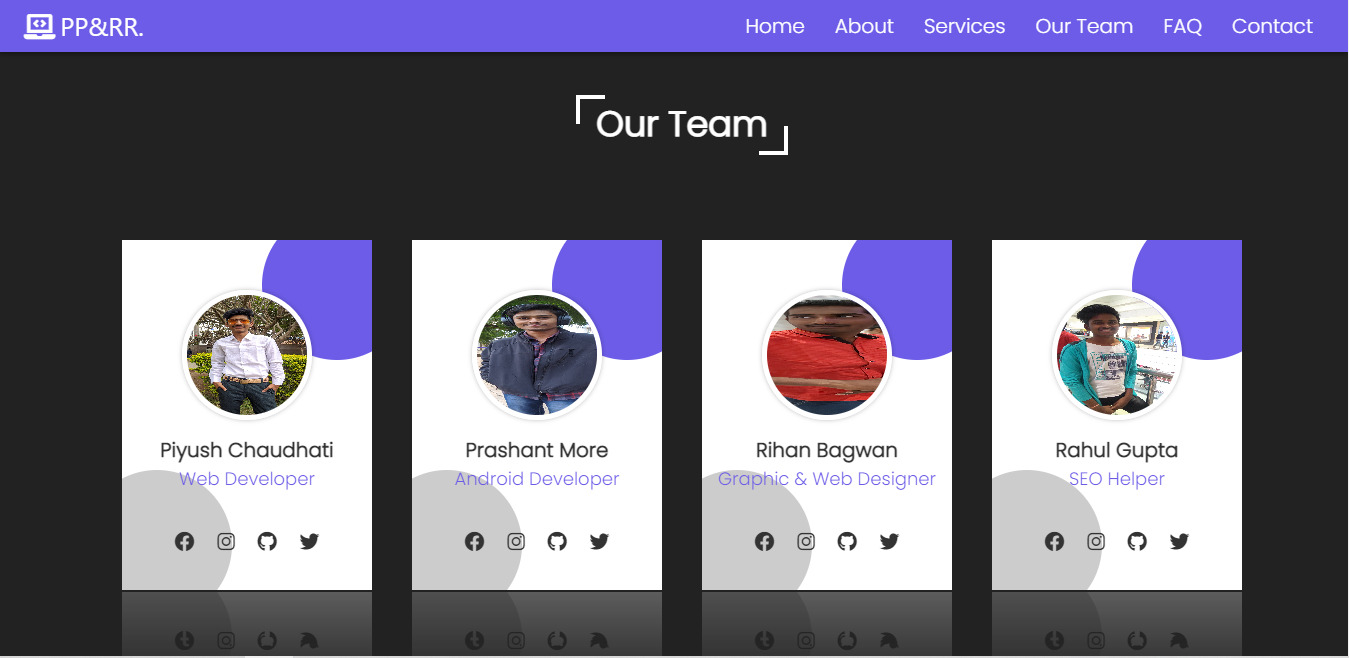 PP&RR.
Home About Services Our Team FAQ Contact
Our Team
Piyush Chaudhati
Web Developer
Prashant More
Android Developer
Rihan Bagwan
Graphic & Web Designer
Rahul Gupta
SEO Helper